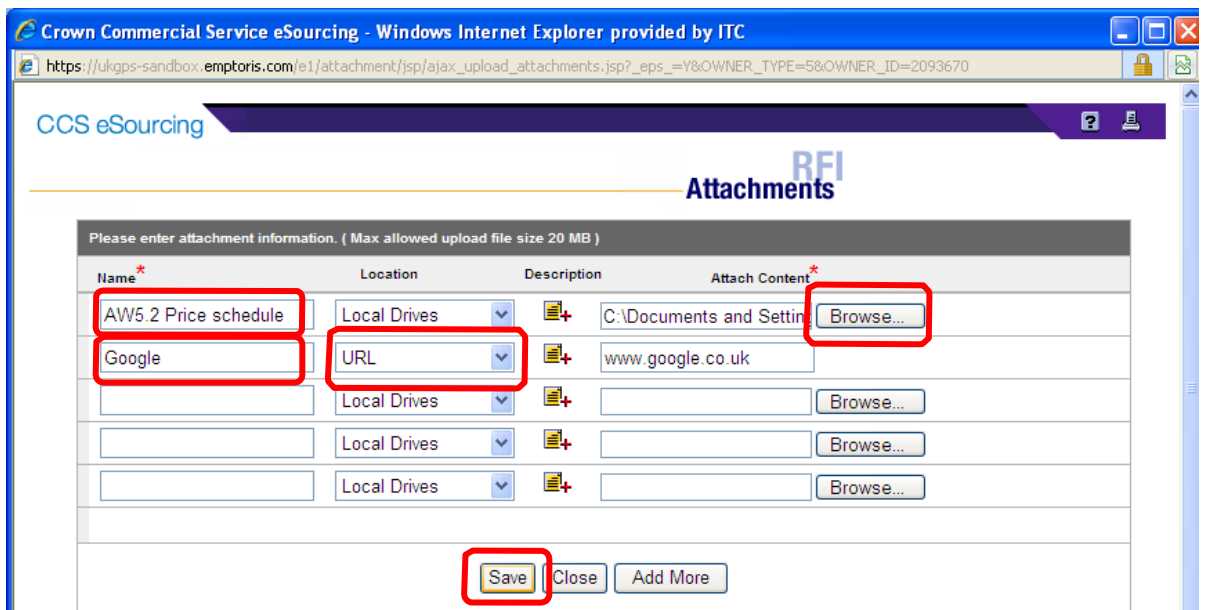 Crown Commercial Service eSourcing - Windows Internet Explorer provided by ITC
https://ukgps-sandbox.emptoris.com/e1/attachment/jsp/ajax_upload_attachments.jsp?_eps_=Y&OWNER_TYPE=5&OWNER_ID=2093670
CCS eSourcing
RFI
Attachments
Please enter attachment information. ( Max allowed upload file size 20 MB )
Name* Location Description Attach Content*
AW5.2 Price schedule Local Drives C:\Documents and Settin Browse...
Google URL www.google.co.uk
Local Drives Browse...
Local Drives Browse...
Local Drives Browse...
Save Close Add More